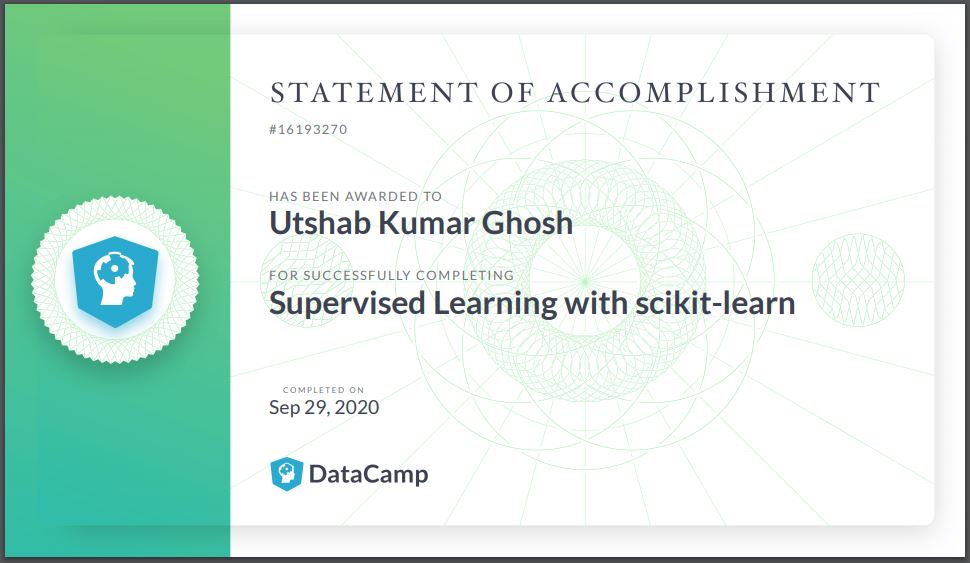 STATEMENT OF ACCOMPLISHMENT
#16193270
HAS BEEN AWARDED TO
Utshab Kumar Ghosh
FOR SUCCESSFULLY COMPLETING
Supervised Learning with scikit-learn
COMPLETED ON
Sep 29, 2020
DataCamp